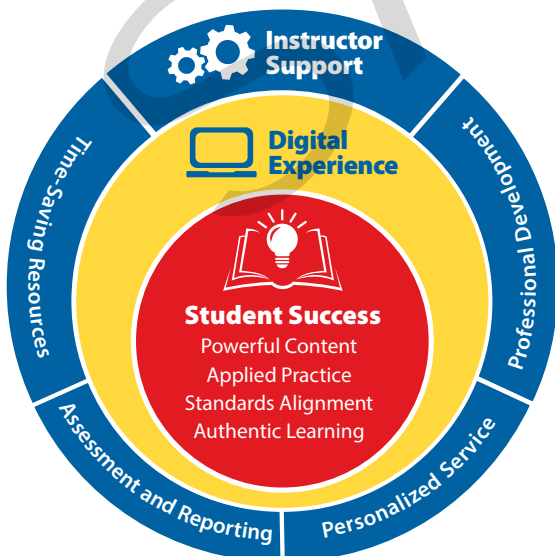 Instructor
Support
Digital
Experience
Student Success
Powerful Content
Applied Practice
Standards Alignment
Authentic Learning
Time-Saving Resources
Professional Development
Assessment and Reporting
Personalized Service